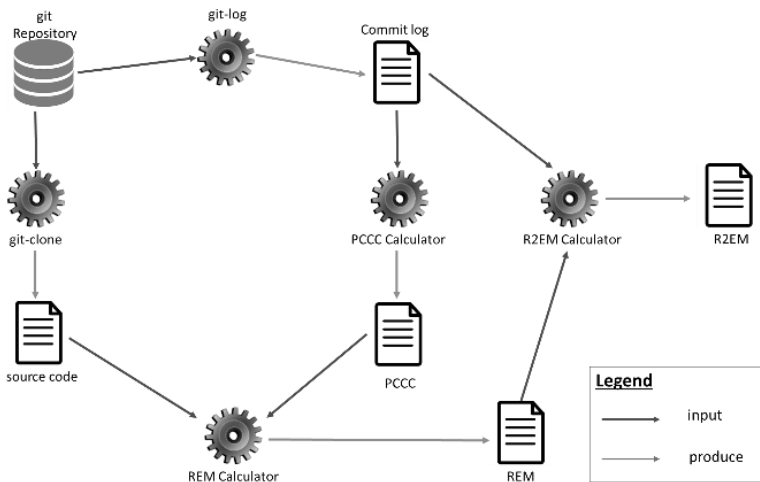 git
Repository
git-log
Commit log
git-clone
PCCC Calculator
R2EM Calculator
R2EM
source code
PCCC
REM Calculator
REM
Legend
input
produce